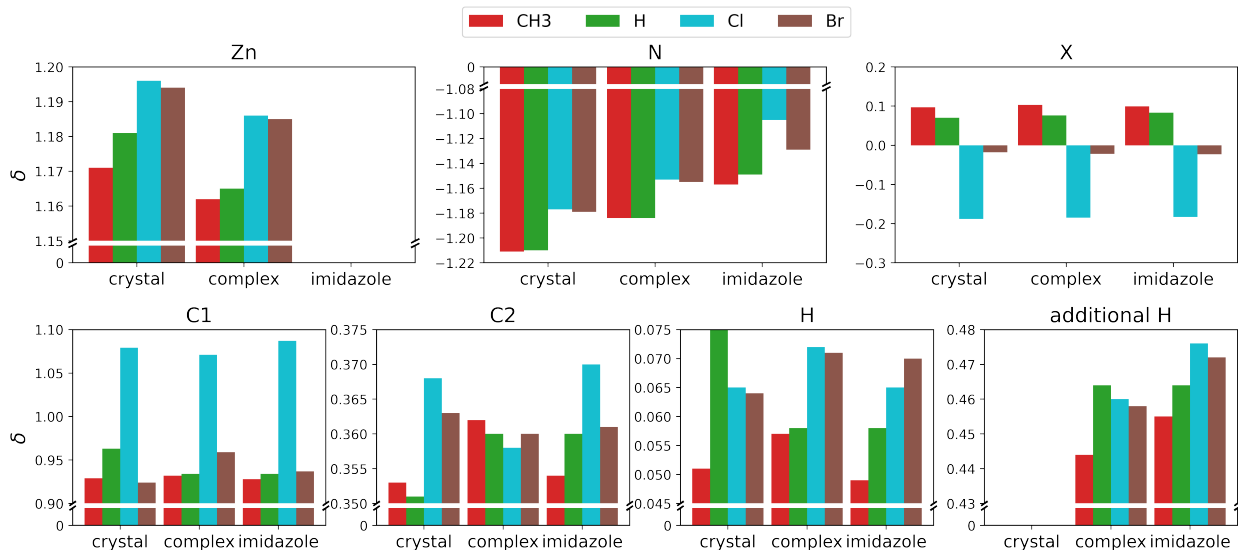 CH3 H Cl Br
Zn N X
1.20 1.19 1.18 1.17 1.16 1.15 0
δ
crystal complex imidazole
0 −1.08 −1.10 −1.12 −1.14 −1.16 −1.18 −1.20 −1.22
crystal complex imidazole
0.2 0.1 0.0 −0.1 −0.2 −0.3
crystal complex imidazole
C1 C2 H additional H
1.10 1.05 1.00 0.95 0.90 0
δ
crystal complex imidazole
0.375 0.370 0.365 0.360 0.355 0.350 0
crystal complex imidazole
0.075 0.070 0.065 0.060 0.055 0.050 0.045 0
crystal complex imidazole
0.48 0.47 0.46 0.45 0.44 0.43 0
crystal complex imidazole